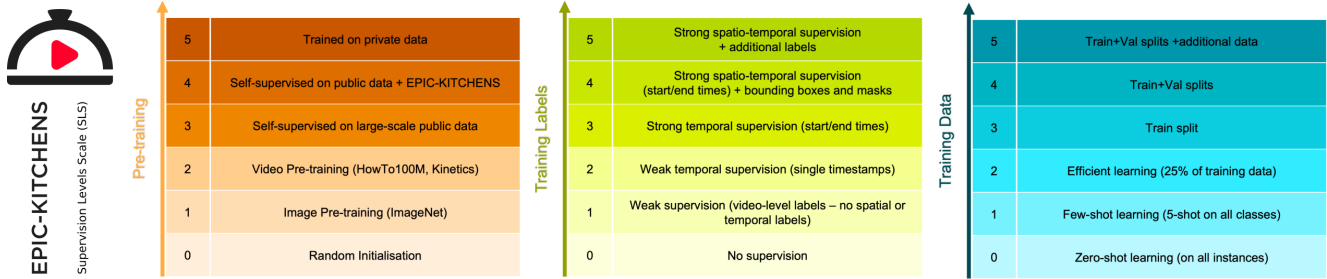 EPIC-KITCHENS
Supervision Levels Scale (SLS)
Pre-training
5 Trained on private data
4 Self-supervised on public data + EPIC-KITCHENS
3 Self-supervised on large-scale public data
2 Video Pre-training (HowTo100M, Kinetics)
1 Image Pre-training (ImageNet)
0 Random Initialisation
Training Labels
5 Strong spatio-temporal supervision
+ additional labels
4 Strong spatio-temporal supervision
(start/end times) + bounding boxes and masks
3 Strong temporal supervision (start/end times)
2 Weak temporal supervision (single timestamps)
1 Weak supervision (video-level labels – no spatial or
temporal labels)
0 No supervision
Training Data
5 Train+Val splits +additional data
4 Train+Val splits
3 Train split
2 Efficient learning (25% of training data)
1 Few-shot learning (5-shot on all classes)
0 Zero-shot learning (on all instances)